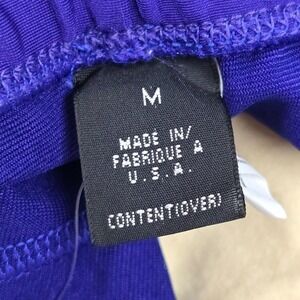 M
MADE IN/
FABRIQUE A
U.S.A.
CONTENT(OVER)